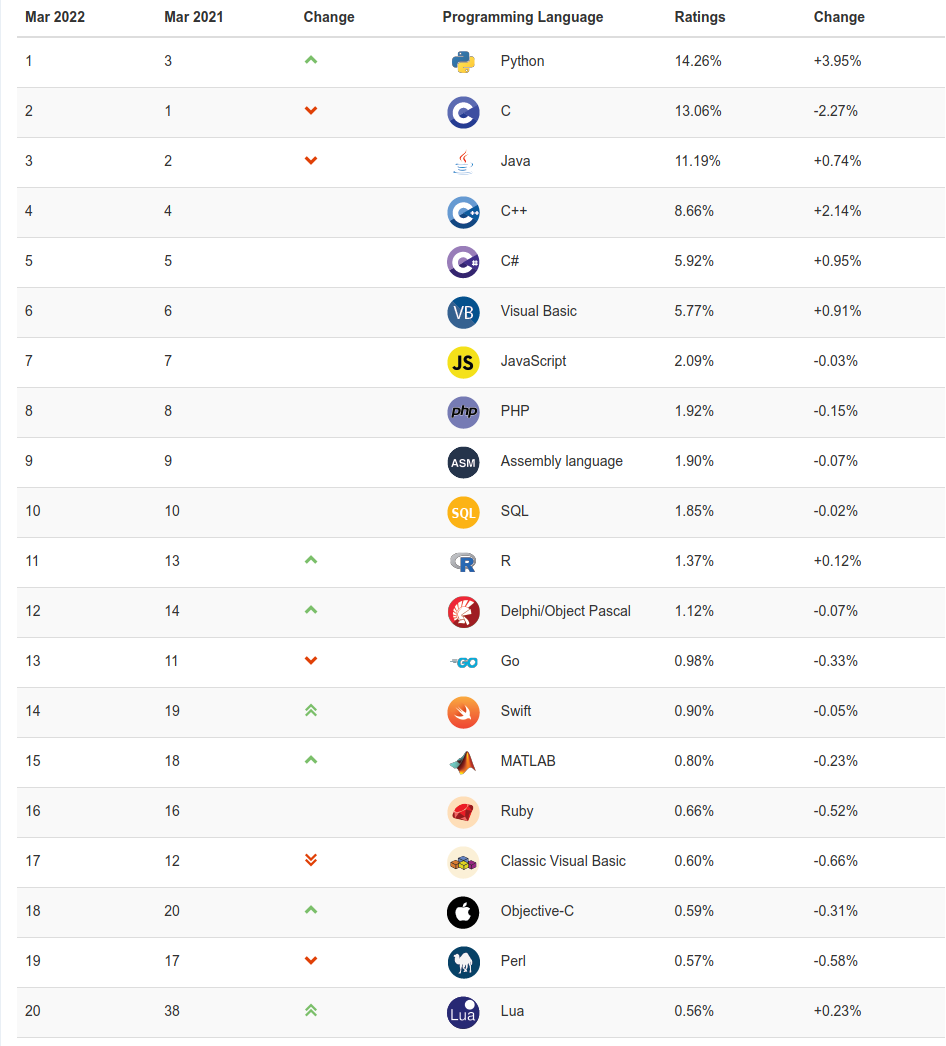 Mar 2022 Mar 2021 Change Programming Language Ratings Change
1 3 Python 14.26% +3.95%
2 1 C 13.06% -2.27%
3 2 Java 11.19% +0.74%
4 4 C++ 8.66% +2.14%
5 5 C# 5.92% +0.95%
6 6 VB Visual Basic 5.77% +0.91%
7 7 JS JavaScript 2.09% -0.03%
8 8 php PHP 1.92% -0.15%
9 9 ASM Assembly language 1.90% -0.07%
10 10 SQL SQL 1.85% -0.02%
11 13 R R 1.37% +0.12%
12 14 Delphi/Object Pascal 1.12% -0.07%
13 11 GO Go 0.98% -0.33%
14 19 Swift 0.90% -0.05%
15 18 MATLAB 0.80% -0.23%
16 16 Ruby 0.66% -0.52%
17 12 Classic Visual Basic 0.60% -0.66%
18 20 Objective-C 0.59% -0.31%
19 17 Perl 0.57% -0.58%
20 38 Lua Lua 0.56% +0.23%